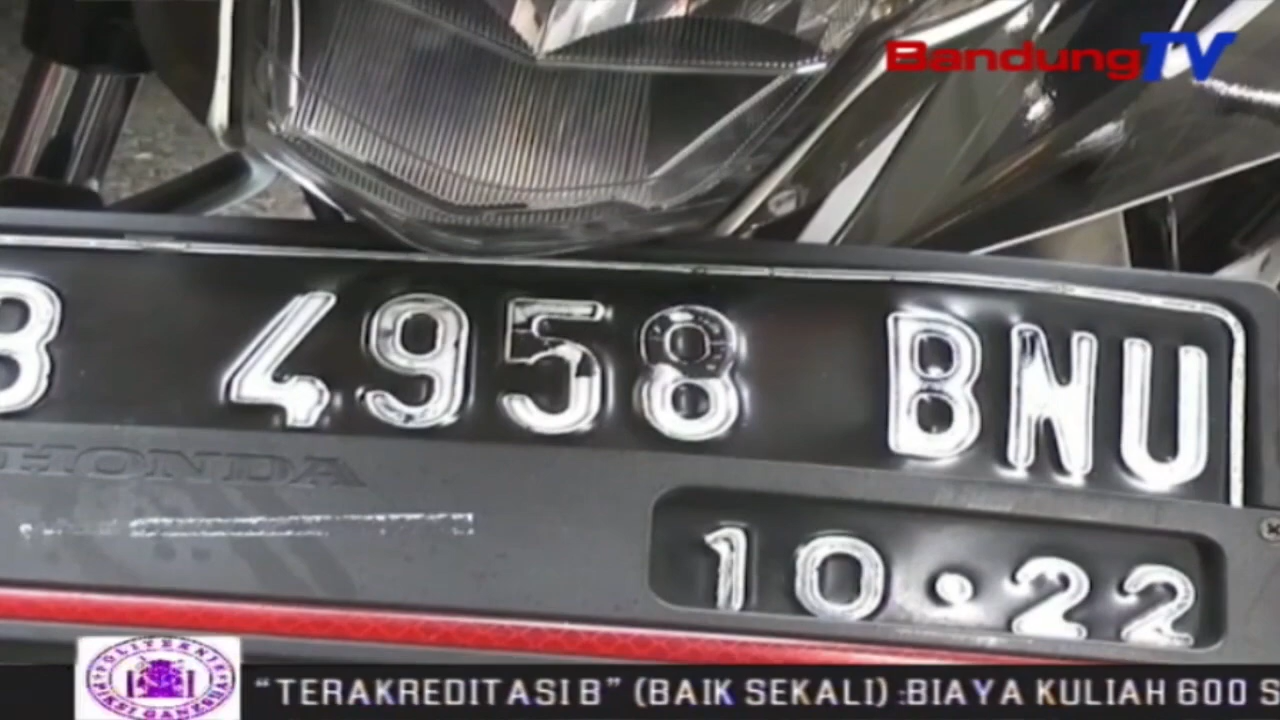 BandungTV
B 4958 BNU
HONDA
10•22
"TERAKREDITASI B" (BAIK SEKALI) :BIAYA KULIAH 600 S